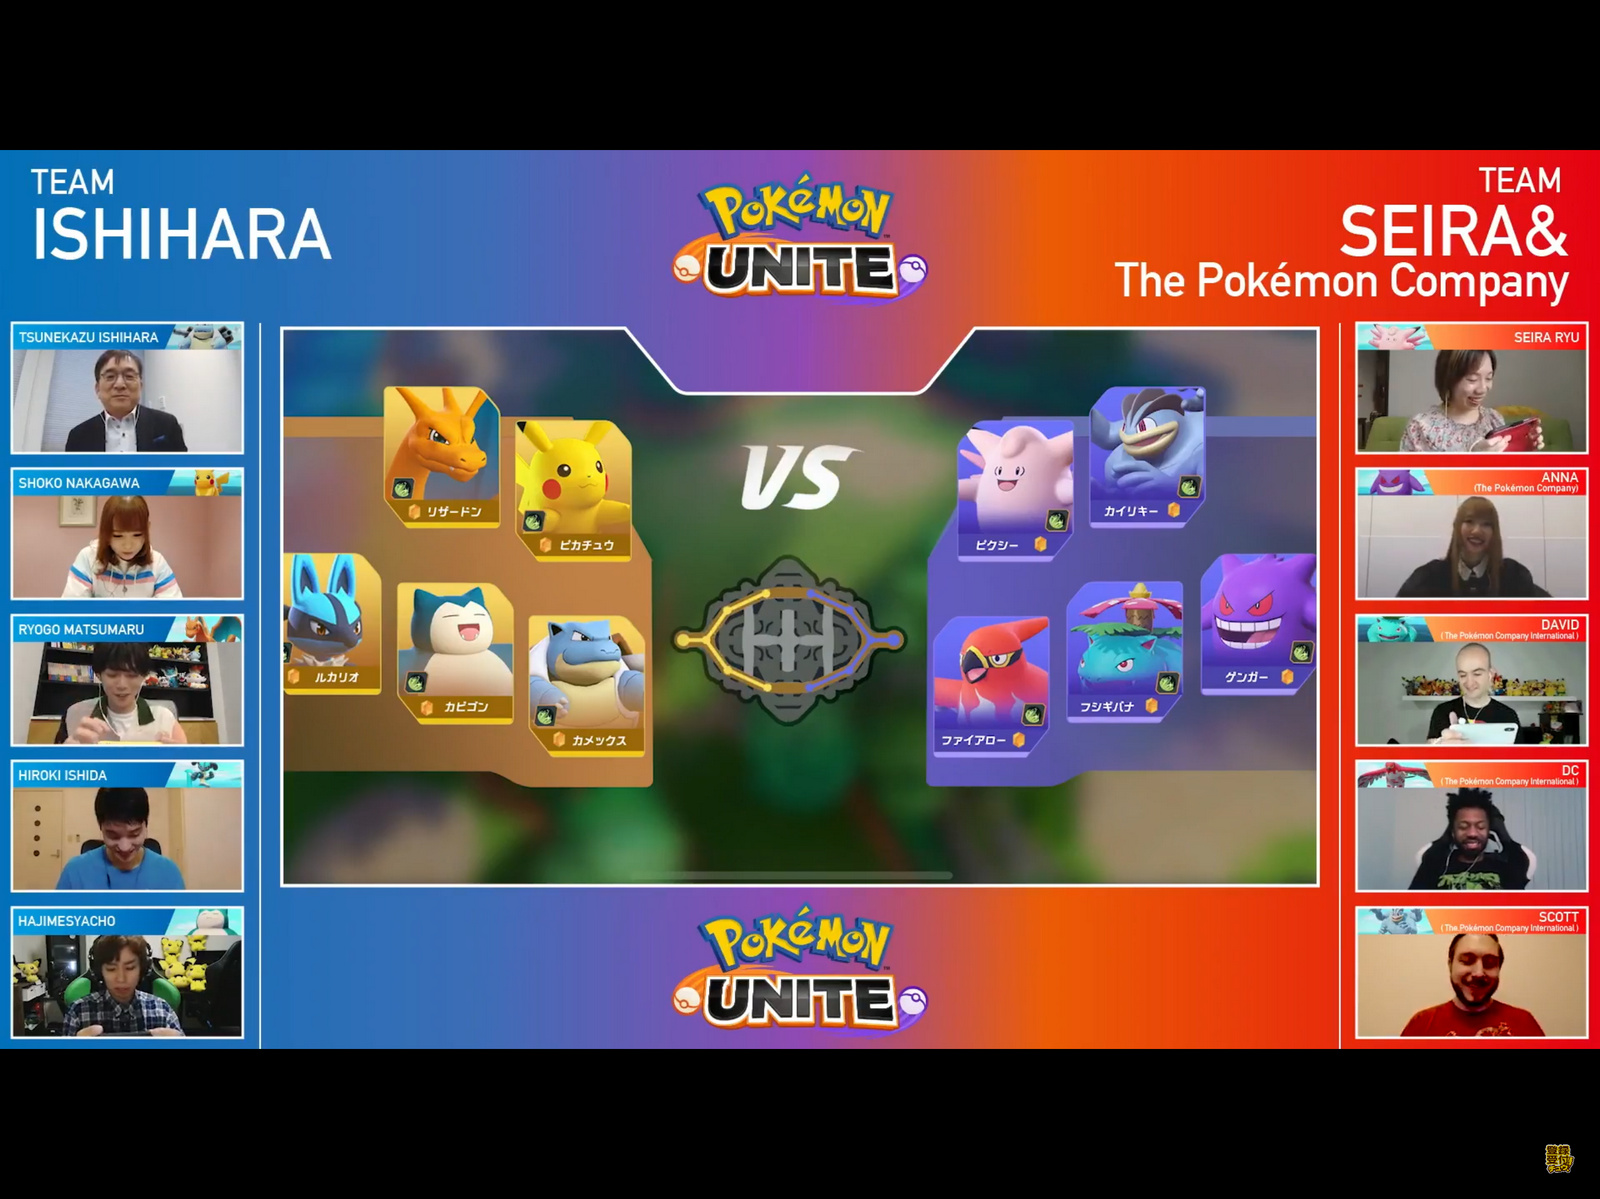 TEAM
ISHIHARA
POKÉMON
UNITE
TEAM
SEIRA&
The Pokémon Company
TSUNEKAZU ISHIHARA
SHOKO NAKAGAWA
RYOGO MATSUMARU
HIROKI ISHIDA
HAJIMESYACHO
リザードン
ピカチュウ
ルカリオ
カビゴン
カメックス
VS
ピクシー
カイリキー
ファイアロー
フシギバナ
ゲンガー
SEIRA RYU
ANNA
(The Pokémon Company)
DAVID
( The Pokémon Company International )
DC
( The Pokémon Company International )
SCOTT
( The Pokémon Company International )
POKÉMON
UNITE